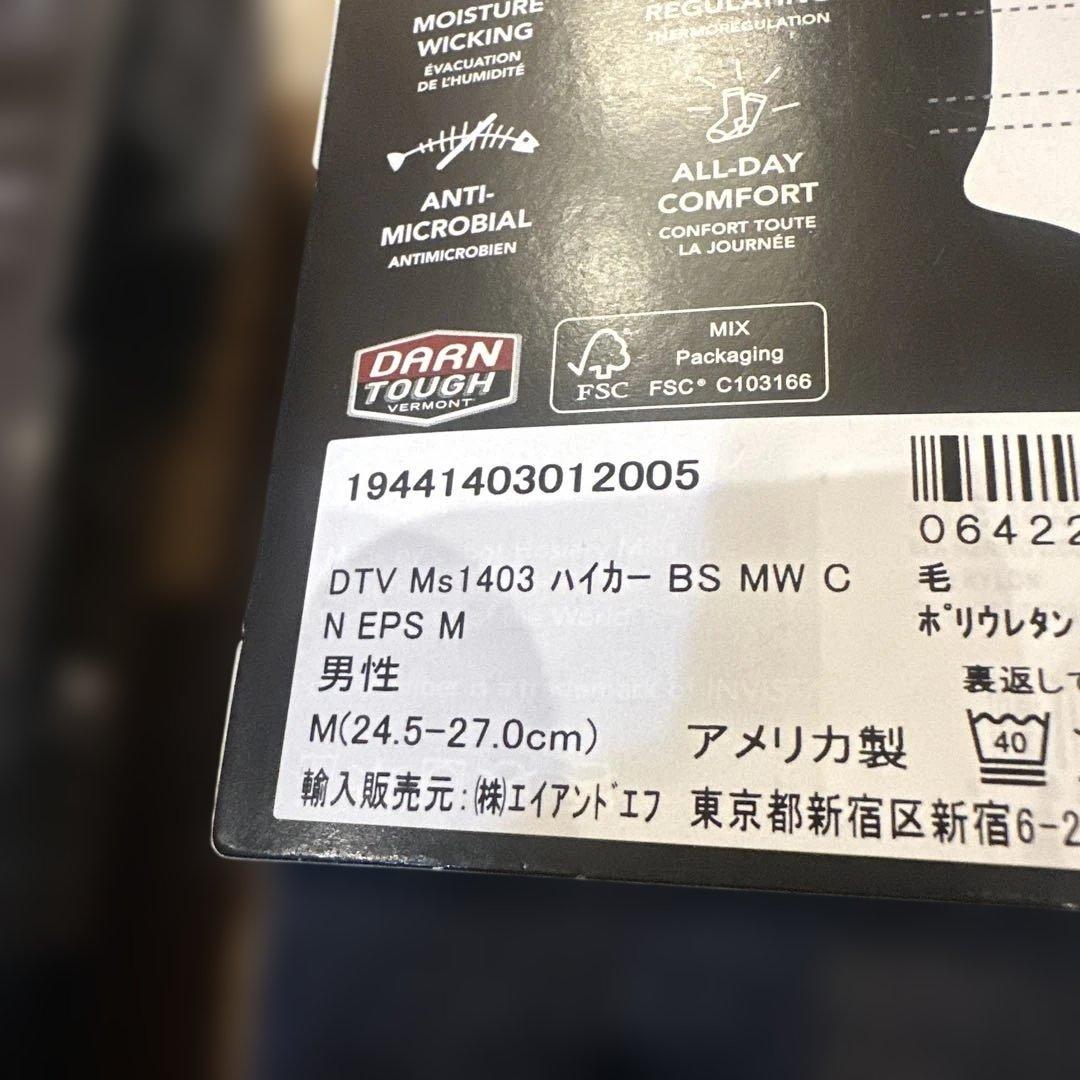 MOISTURE
WICKING
ÉVACUATION
DE L'HUMIDITÉ
REGULATING
THERMORÉGULATION
ANTI-
MICROBIAL
ANTIMICROBIEN
ALL-DAY
COMFORT
CONFORT TOUTE
LA JOURNÉE
DARN
TOUGH
VERMONT
FSC
MIX
Packaging
FSC® C103166
19441403012005
06422
DTV Ms1403 ハイカー BS MW C
N EPS M
毛
ポリウレタン
男性
裏返して
M(24.5-27.0cm)
アメリカ製
40
輸入販売元:(株)エイアンドエフ 東京都新宿区新宿6-2